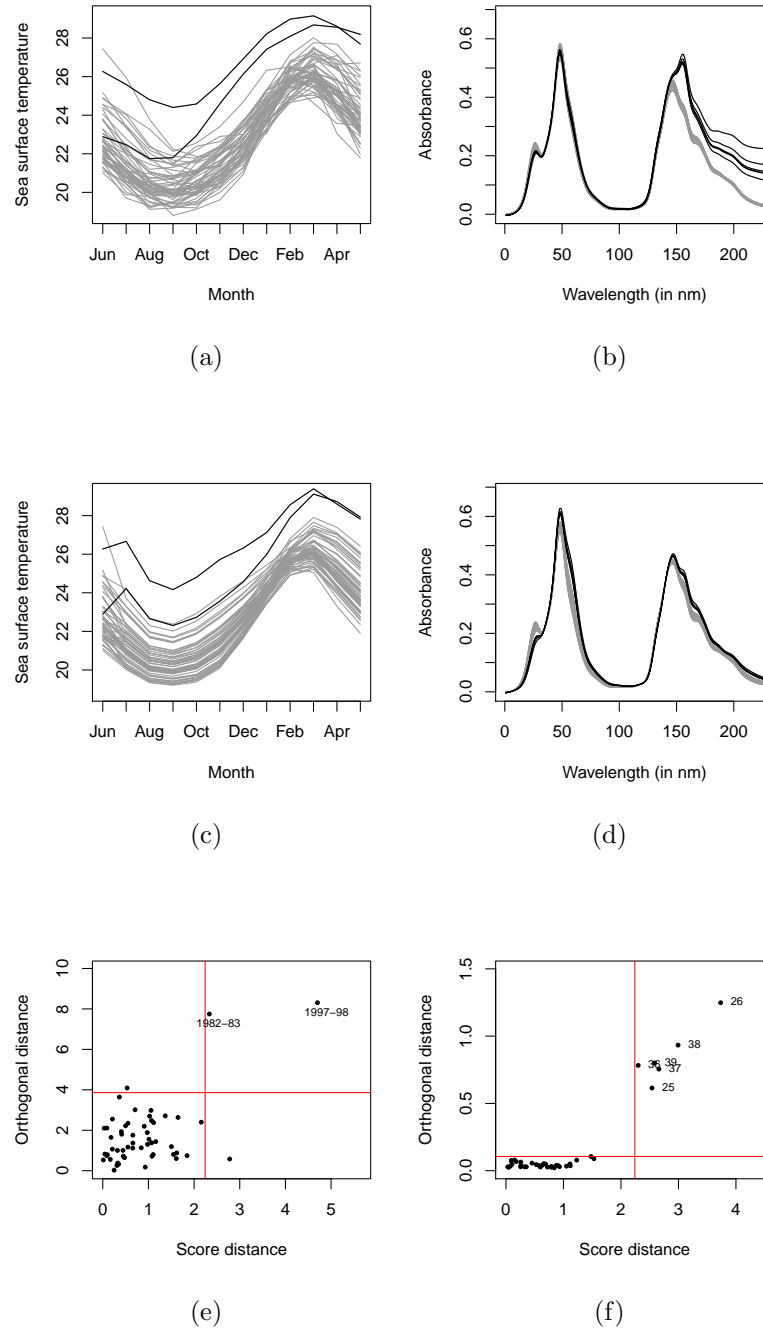 Sea surface temperature
20 22 24 26 28
Jun Aug Oct Dec Feb Apr
Month
(a)
Absorbance
0.0 0.2 0.4 0.6
0 50 100 150 200
Wavelength (in nm)
(b)
Sea surface temperature
20 22 24 26 28
Jun Aug Oct Dec Feb Apr
Month
(c)
Absorbance
0.0 0.2 0.4 0.6
0 50 100 150 200
Wavelength (in nm)
(d)
Orthogonal distance
0 2 4 6 8 10
1982−83
1997−98
0 1 2 3 4 5
Score distance
(e)
Orthogonal distance
0.0 0.5 1.0 1.5
26
38
36
39
37
25
0 1 2 3 4
Score distance
(f)